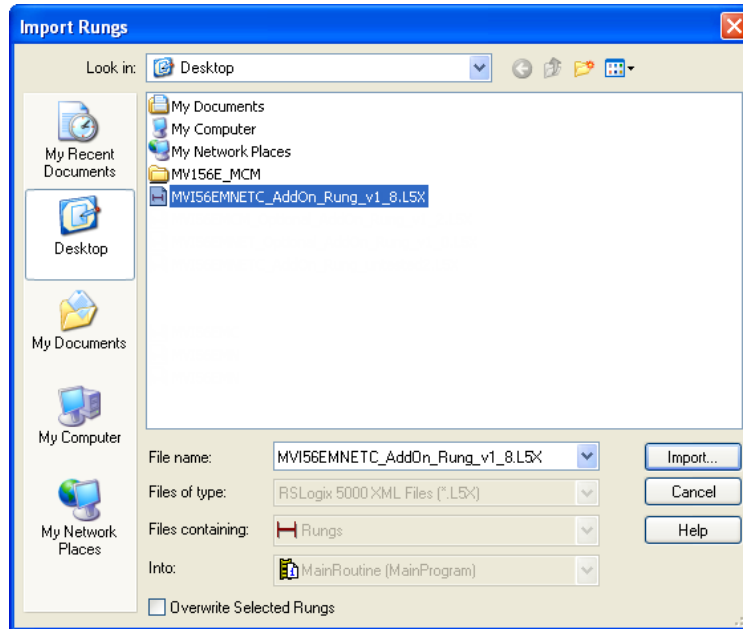 Import Rungs
Look in:
Desktop
My Recent
Documents
Desktop
My Documents
My Computer
My Network
Places
My Documents
My Computer
My Network Places
MV156E_MCM
MVI56EMNETC_AddOn_Rung_v1_8.L5X
File name:
MVI56EMNETC_AddOn_Rung_v1_8.L5X
Import...
Files of type:
RSLogix 5000 XML Files (*.L5X)
Cancel
Files containing:
Rungs
Help
Into:
MainRoutine (MainProgram)
Overwrite Selected Rungs